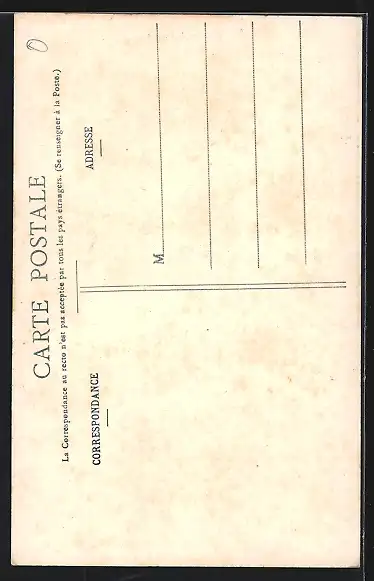 CARTE POSTALE
La Correspondance au recto n'est pas acceptée par tous les pays étrangers. (Se renseigner à la Poste.)
CORRESPONDANCE
ADRESSE
M
0